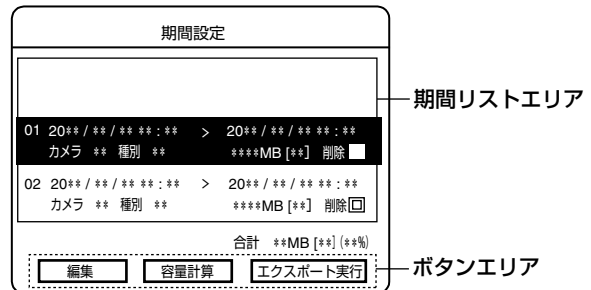 期間設定
期間リストエリア
01 20** / ** / ** ** : ** > 20** / ** / ** ** : **
カメラ ** 種別 ** ****MB [**] 削除
02 20** / ** / ** ** : ** > 20** / ** / ** ** : **
カメラ ** 種別 ** ****MB [**] 削除
合計 **MB [**] (**%)
編集 容量計算 エクスポート実行 ボタンエリア